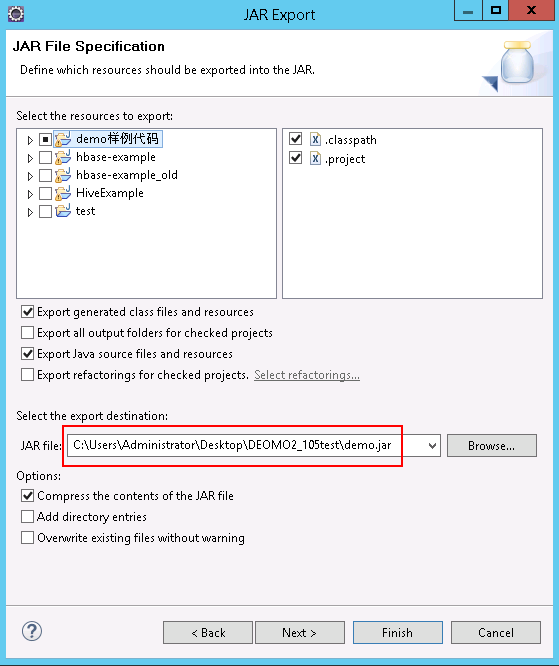 JAR Export
JAR File Specification
Define which resources should be exported into the JAR.
Select the resources to export:
demo样例代码
hbase-example
hbase-example_old
HiveExample
test
.classpath
.project
Export generated class files and resources
Export all output folders for checked projects
Export Java source files and resources
Export refactorings for checked projects. Select refactorings...
Select the export destination:
JAR file: C:\Users\Administrator\Desktop\DEOMO2_105test\demo.jar Browse...
Options:
Compress the contents of the JAR file
Add directory entries
Overwrite existing files without warning
< Back Next > Finish Cancel